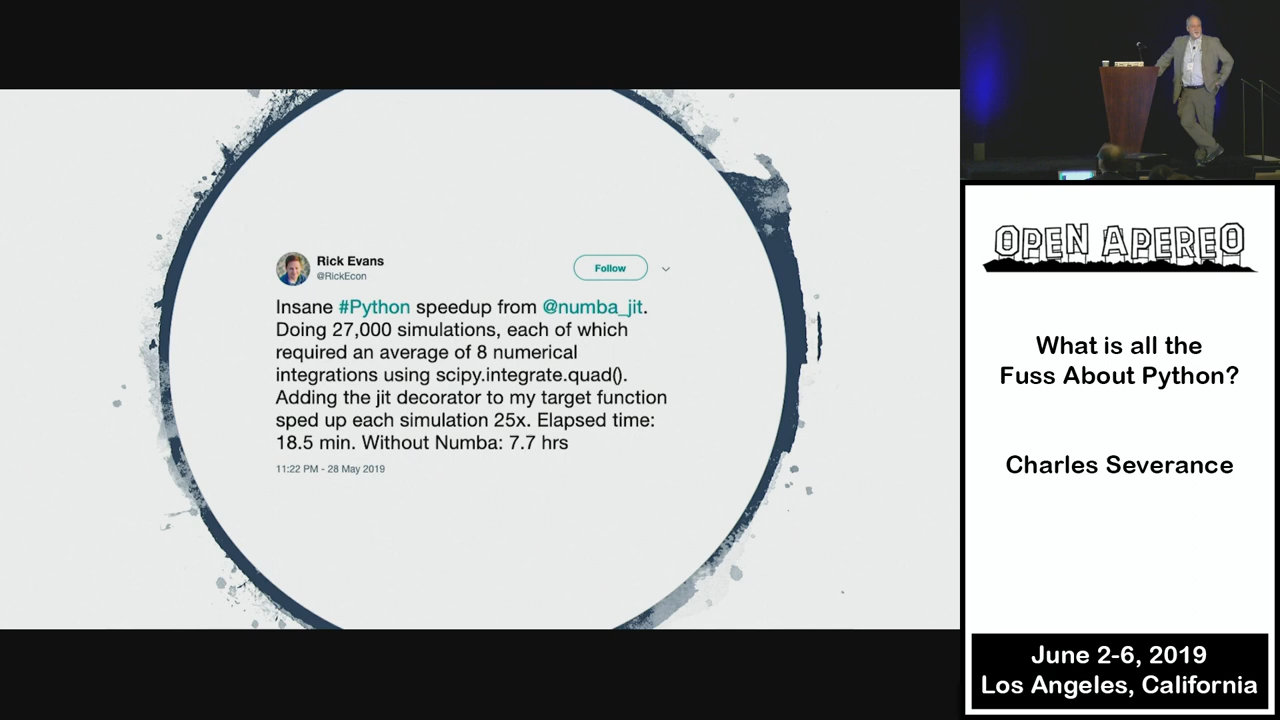 Rick Evans
@RickEcon
Follow
Insane #Python speedup from @numba_jit.
Doing 27,000 simulations, each of which
required an average of 8 numerical
integrations using scipy.integrate.quad().
Adding the jit decorator to my target function
sped up each simulation 25x. Elapsed time:
18.5 min. Without Numba: 7.7 hrs
11:22 PM - 28 May 2019
OPEN APEREO
What is all the
Fuss About Python?
Charles Severance
June 2-6, 2019
Los Angeles, California